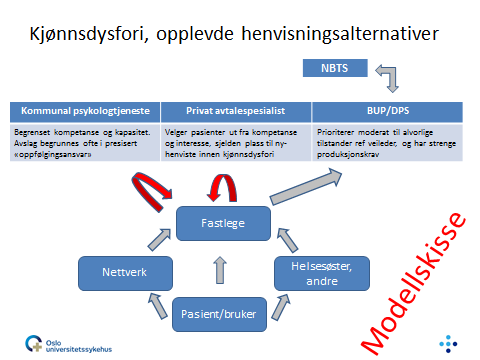 Kjønnsdysfori, opplevde henvisningsalternativer
NBTS
Kommunal psykologtjeneste
Privat avtalespesialist
BUP/DPS
Begrenset kompetanse og kapasitet.
Avslag begrunnes ofte i presisert
«oppfølgingsansvar»
Velger pasienter ut fra kompetanse
og interesse, sjelden plass til ny-
henviste innen kjønnsdysfori
Prioriterer moderat til alvorlige
tilstander ref veileder, og har strenge
produksjonskrav
Fastlege
Nettverk
Helsesøster,
andre
Pasient/bruker
Modellskisse
Oslo
universitetssykehus